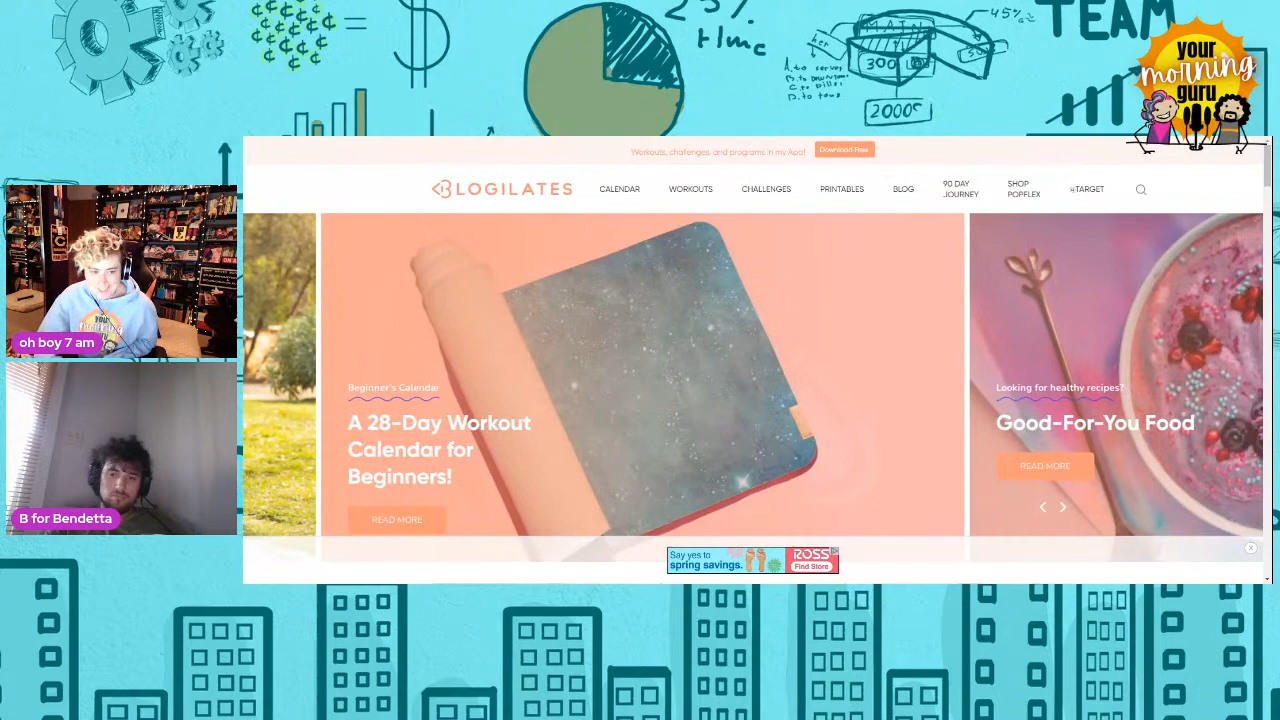 25%
time
45%
TEAM
MATH
300
2000
your
morning
guru
Workouts, challenges, and programs in my App!
Download Free
BLOGILATES
CALENDAR
WORKOUTS
CHALLENGES
PRINTABLES
BLOG
90 DAY
JOURNEY
SHOP
POPFLEX
@TARGET
oh boy 7 am
B for Bendetta
Beginner's Calendar
A 28-Day Workout
Calendar for
Beginners!
READ MORE
Looking for healthy recipes?
Good-For-You Food
READ MORE
Say yes to
spring savings.
ROSS
Find Store